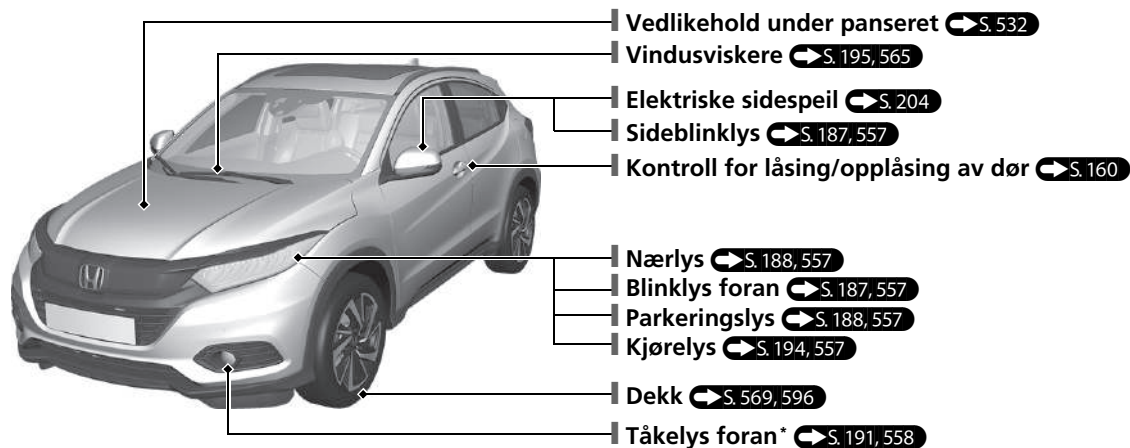 Vedlikehold under panseret S. 532
Vindusviskere S. 195, 565
Elektriske sidespeil S. 204
Sideblinklys S. 187, 557
Kontroll for låsing/opplåsing av dør S. 160
Nærlys S. 188, 557
Blinklys foran S. 187, 557
Parkeringslys S. 188, 557
Kjørelys S. 194, 557
Dekk S. 569, 596
Tåkelys foran* S. 191, 558